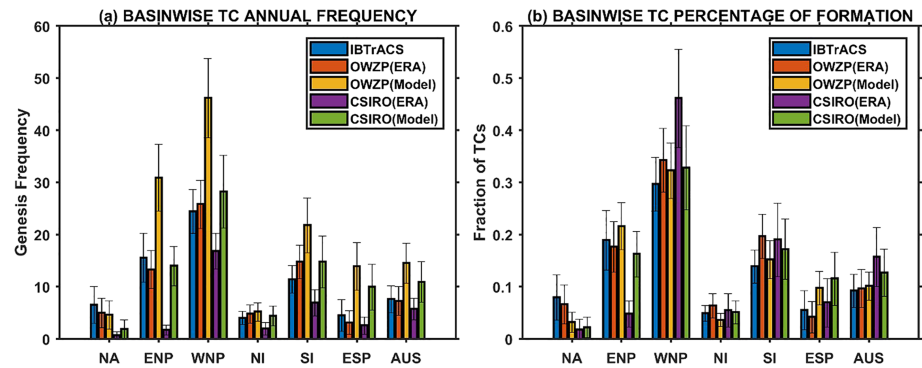 (a) BASINWISE TC ANNUAL FREQUENCY
60
50
40
30
20
10
0
Genesis Frequency
IBTrACS
OWZP(ERA)
OWZP(Model)
CSIRO(ERA)
CSIRO(Model)
NA ENP WNP NI SI ESP AUS
(b) BASINWISE TC PERCENTAGE OF FORMATION
0.6
0.5
0.4
0.3
0.2
0.1
0
Fraction of TCs
IBTrACS
OWZP(ERA)
OWZP(Model)
CSIRO(ERA)
CSIRO(Model)
NA ENP WNP NI SI ESP AUS